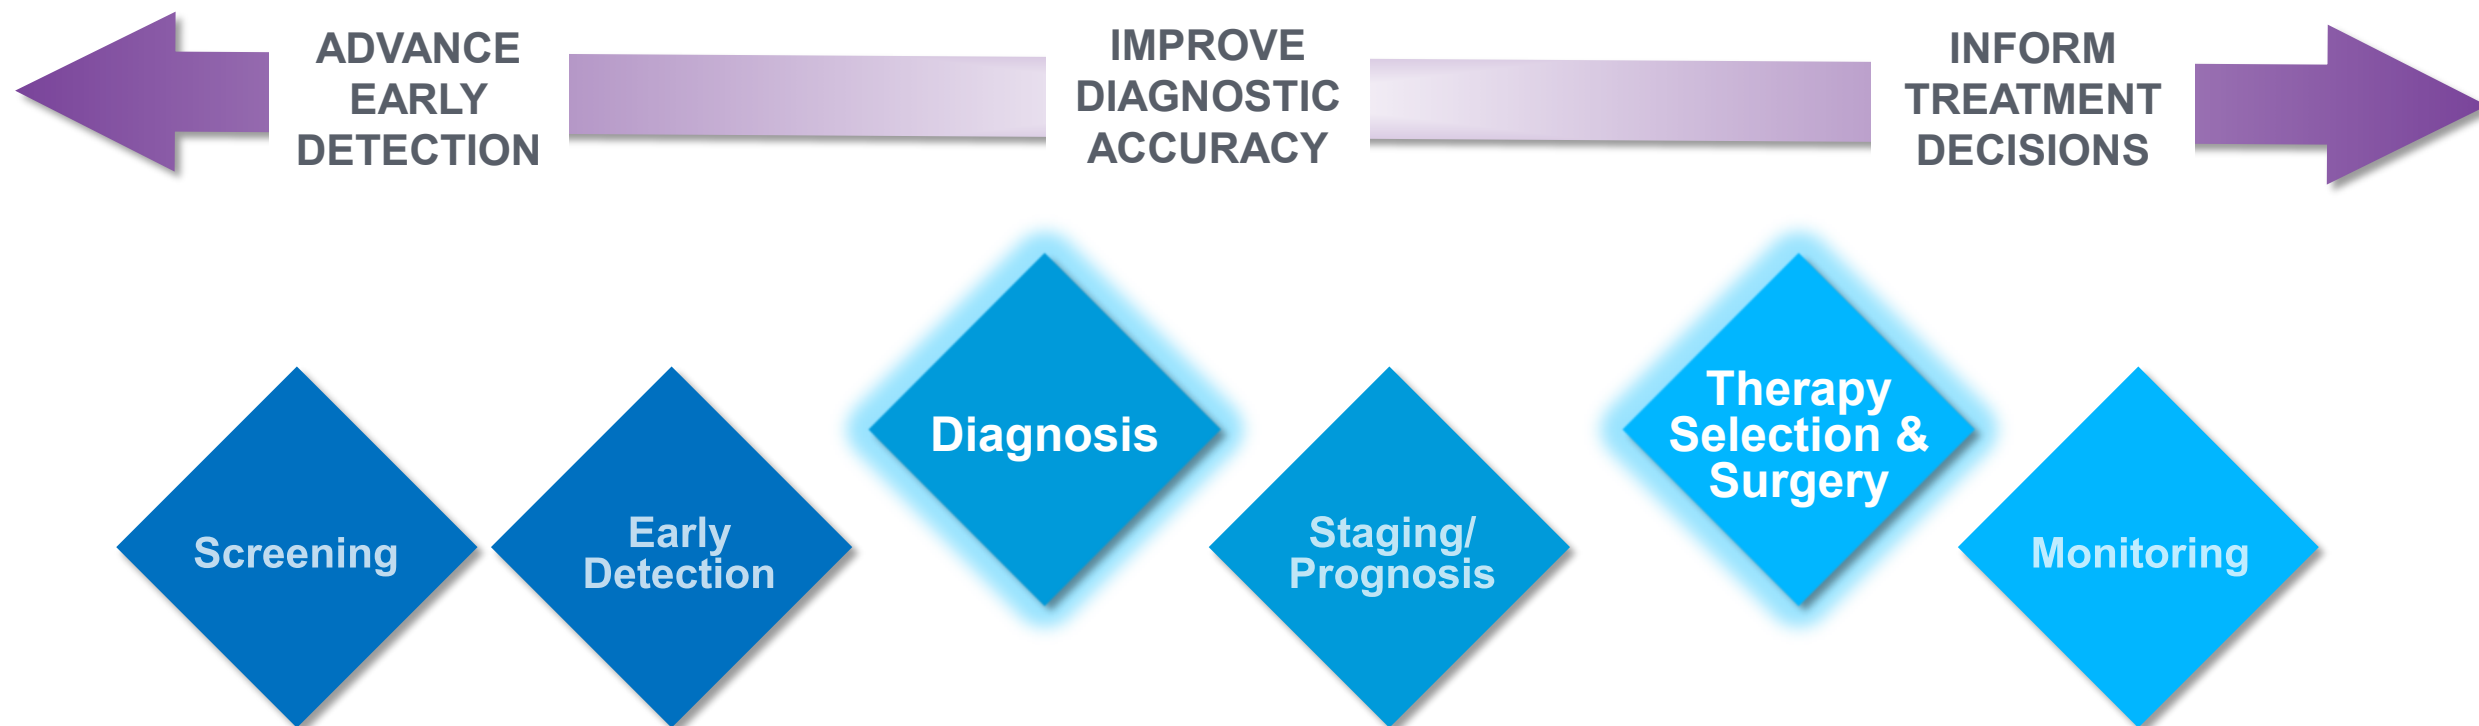 ADVANCE
EARLY
DETECTION
IMPROVE
DIAGNOSTIC
ACCURACY
INFORM
TREATMENT
DECISIONS
Screening
Early
Detection
Diagnosis
Staging/
Prognosis
Therapy
Selection &
Surgery
Monitoring